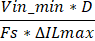 Vin_min * D
Fs * ΔILmax